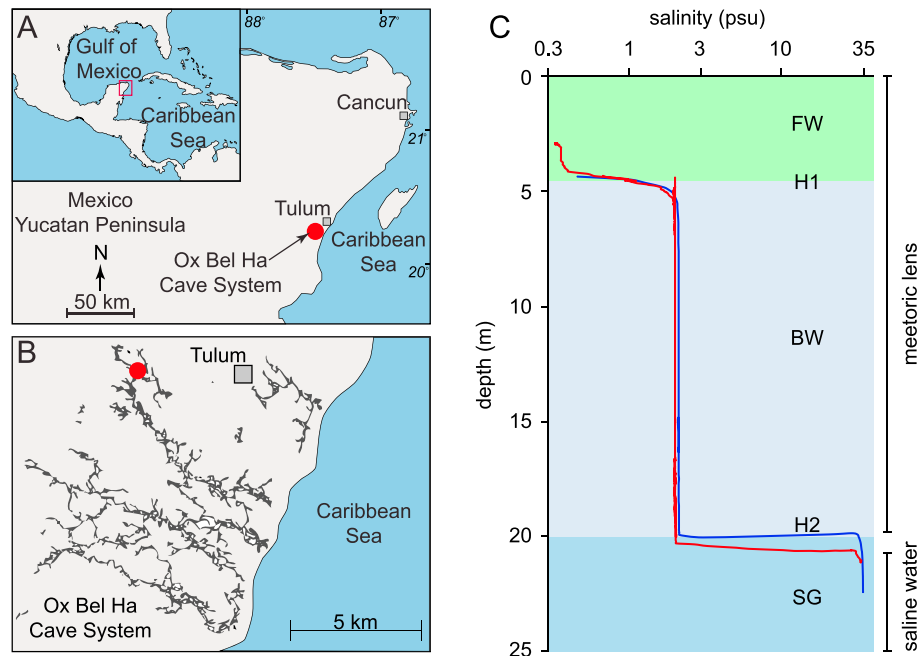 A
88
87
Gulf of
Mexico
Caribbean
Sea
Cancun
21°
Mexico
Yucatan Peninsula
Tulum
N
Ox Bel Ha
Cave System
Caribbean
Sea
20°
50 km
B
Tulum
Caribbean
Sea
Ox Bel Ha
Cave System
5 km
C
salinity (psu)
0.3 1 3 10 35
0
FW
H1
5
10
BW
depth (m)
15
H2
20
SG
25
meetoric lens
saline water